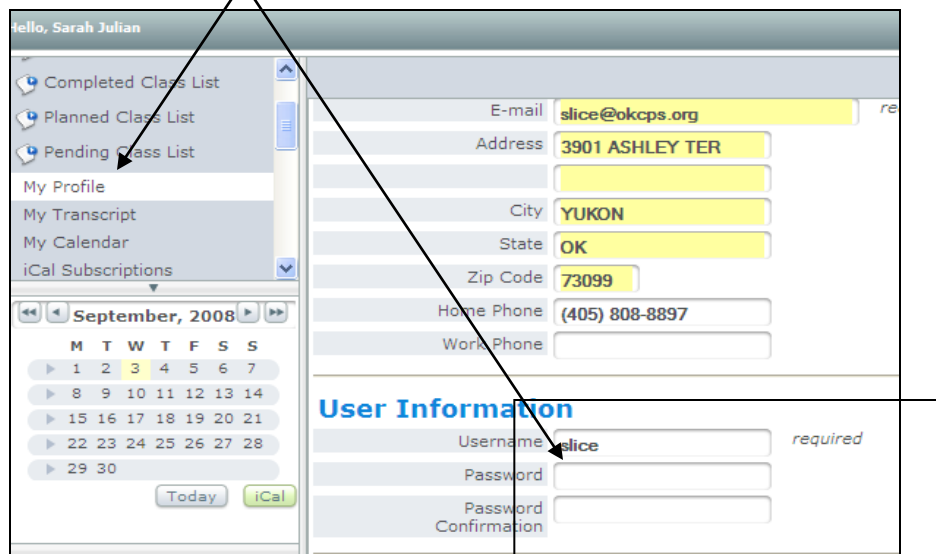 Hello, Sarah Julian
Completed Class List
Planned Class List
Pending Class List
My Profile
My Transcript
My Calendar
iCal Subscriptions
September, 2008
M T W T F S S
1 2 3 4 5 6 7
8 9 10 11 12 13 14
15 16 17 18 19 20 21
22 23 24 25 26 27 28
29 30
Today iCal
E-mail slice@okcps.org re
Address 3901 ASHLEY TER
City YUKON
State OK
Zip Code 73099
Home Phone (405) 808-8897
Work Phone
User Information
Username slice required
Password
Password
Confirmation